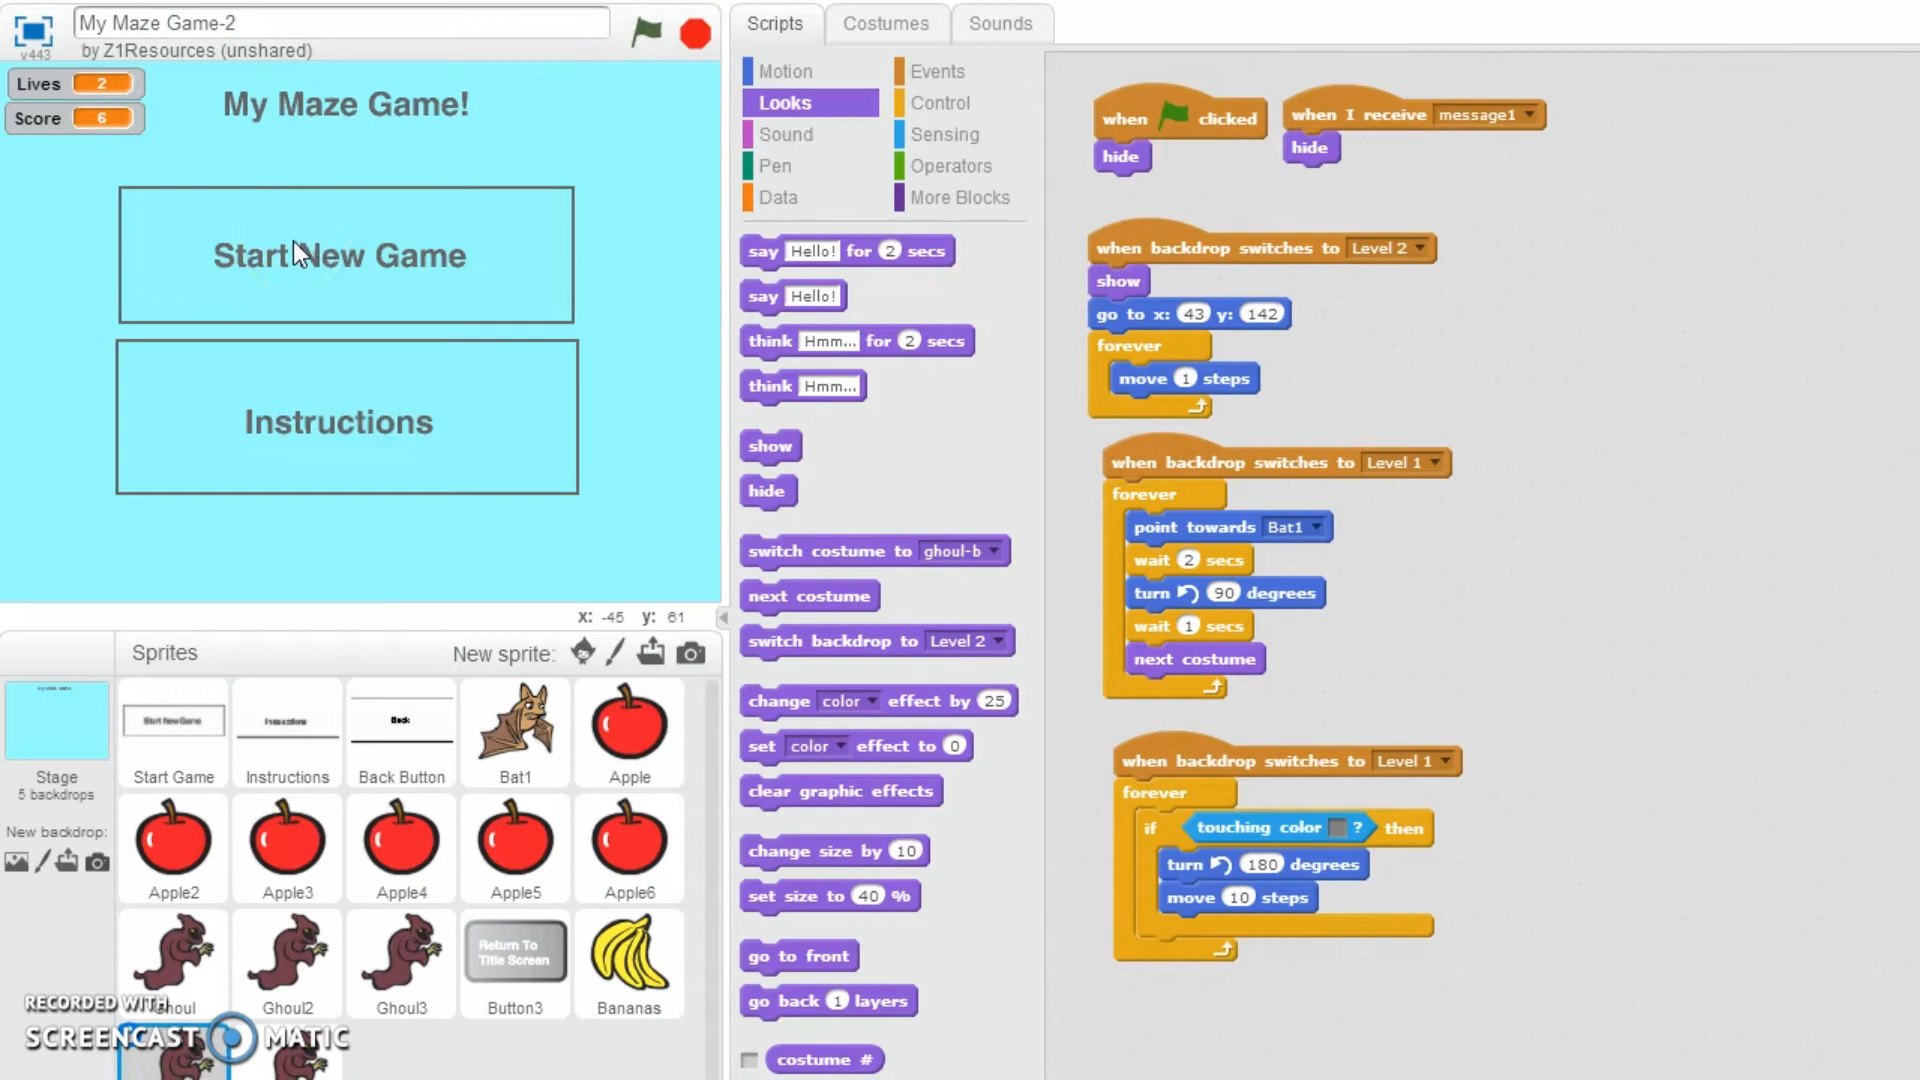 My Maze Game-2
by Z1Resources (unshared)
v443
Lives 2
Score 6
My Maze Game!
Start New Game
Instructions
x: -45 y: 61
Sprites
New sprite:
Start New Game
Instructions
Back
Start Game
Instructions
Back Button
Bat1
Apple
Stage
5 backdrops
New backdrop:
Apple2
Apple3
Apple4
Apple5
Apple6
Return To
Title Screen
Ghoul
Ghoul2
Ghoul3
Button3
Bananas
RECORDED WITH
SCREENCAST MATIC
Scripts
Costumes
Sounds
Motion
Looks
Sound
Pen
Data
Events
Control
Sensing
Operators
More Blocks
say Hello! for 2 secs
say Hello!
think Hmm... for 2 secs
think Hmm...
show
hide
switch costume to ghoul-b
next costume
switch backdrop to Level 2
change color effect by 25
set color effect to 0
clear graphic effects
change size by 10
set size to 40 %
go to front
go back 1 layers
costume #
when clicked
hide
when I receive message1
hide
when backdrop switches to Level 2
show
go to x: 43 y: 142
forever
move 1 steps
when backdrop switches to Level 1
forever
point towards Bat1
wait 2 secs
turn 90 degrees
wait 1 secs
next costume
when backdrop switches to Level 1
forever
if touching color ? then
turn 180 degrees
move 10 steps